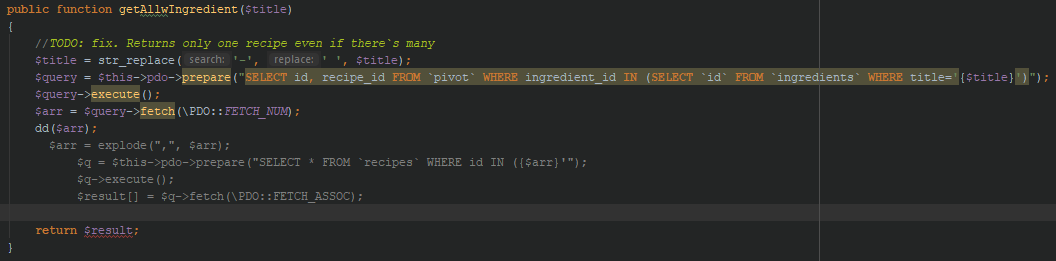 public function getAllwIngredient($title)
{
//TODO: fix. Returns only one recipe even if there`s many
$title = str_replace( search: '-', replace: ' ', $title);
$query = $this->pdo->prepare("SELECT id, recipe_id FROM `pivot` WHERE ingredient_id IN (SELECT `id` FROM `ingredients` WHERE title='{$title}')");
$query->execute();
$arr = $query->fetch(\PDO::FETCH_NUM);
dd($arr);
$arr = explode(",", $arr);
$q = $this->pdo->prepare("SELECT * FROM `recipes` WHERE id IN ({$arr}'");
$q->execute();
$result[] = $q->fetch(\PDO::FETCH_ASSOC);
return $result;
}